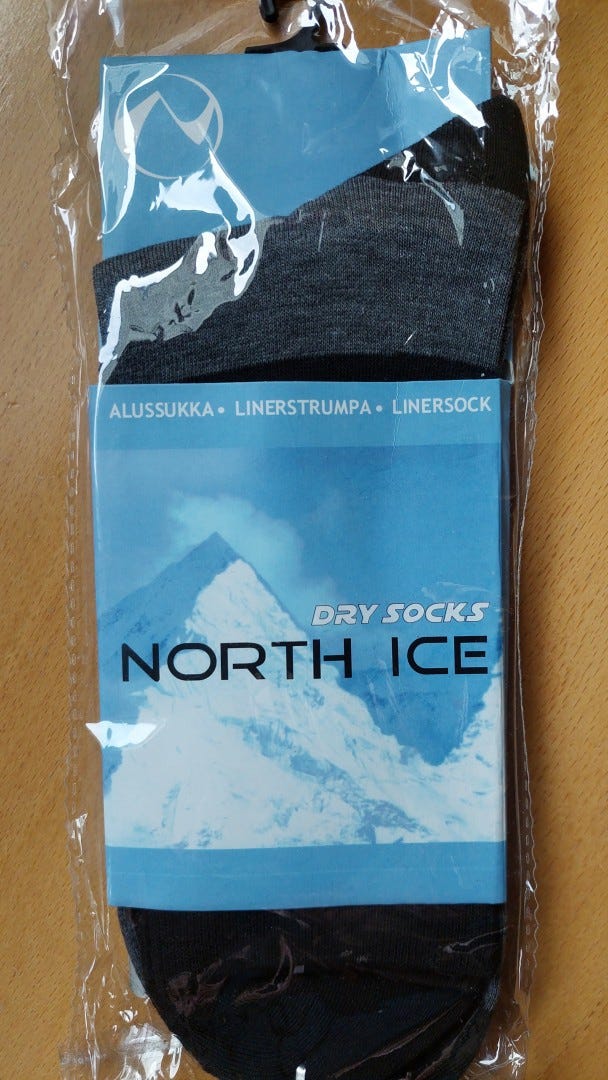 ALUSSUKKA • LINERSTRUMPA • LINERSOCK
DRY SOCKS
NORTH ICE